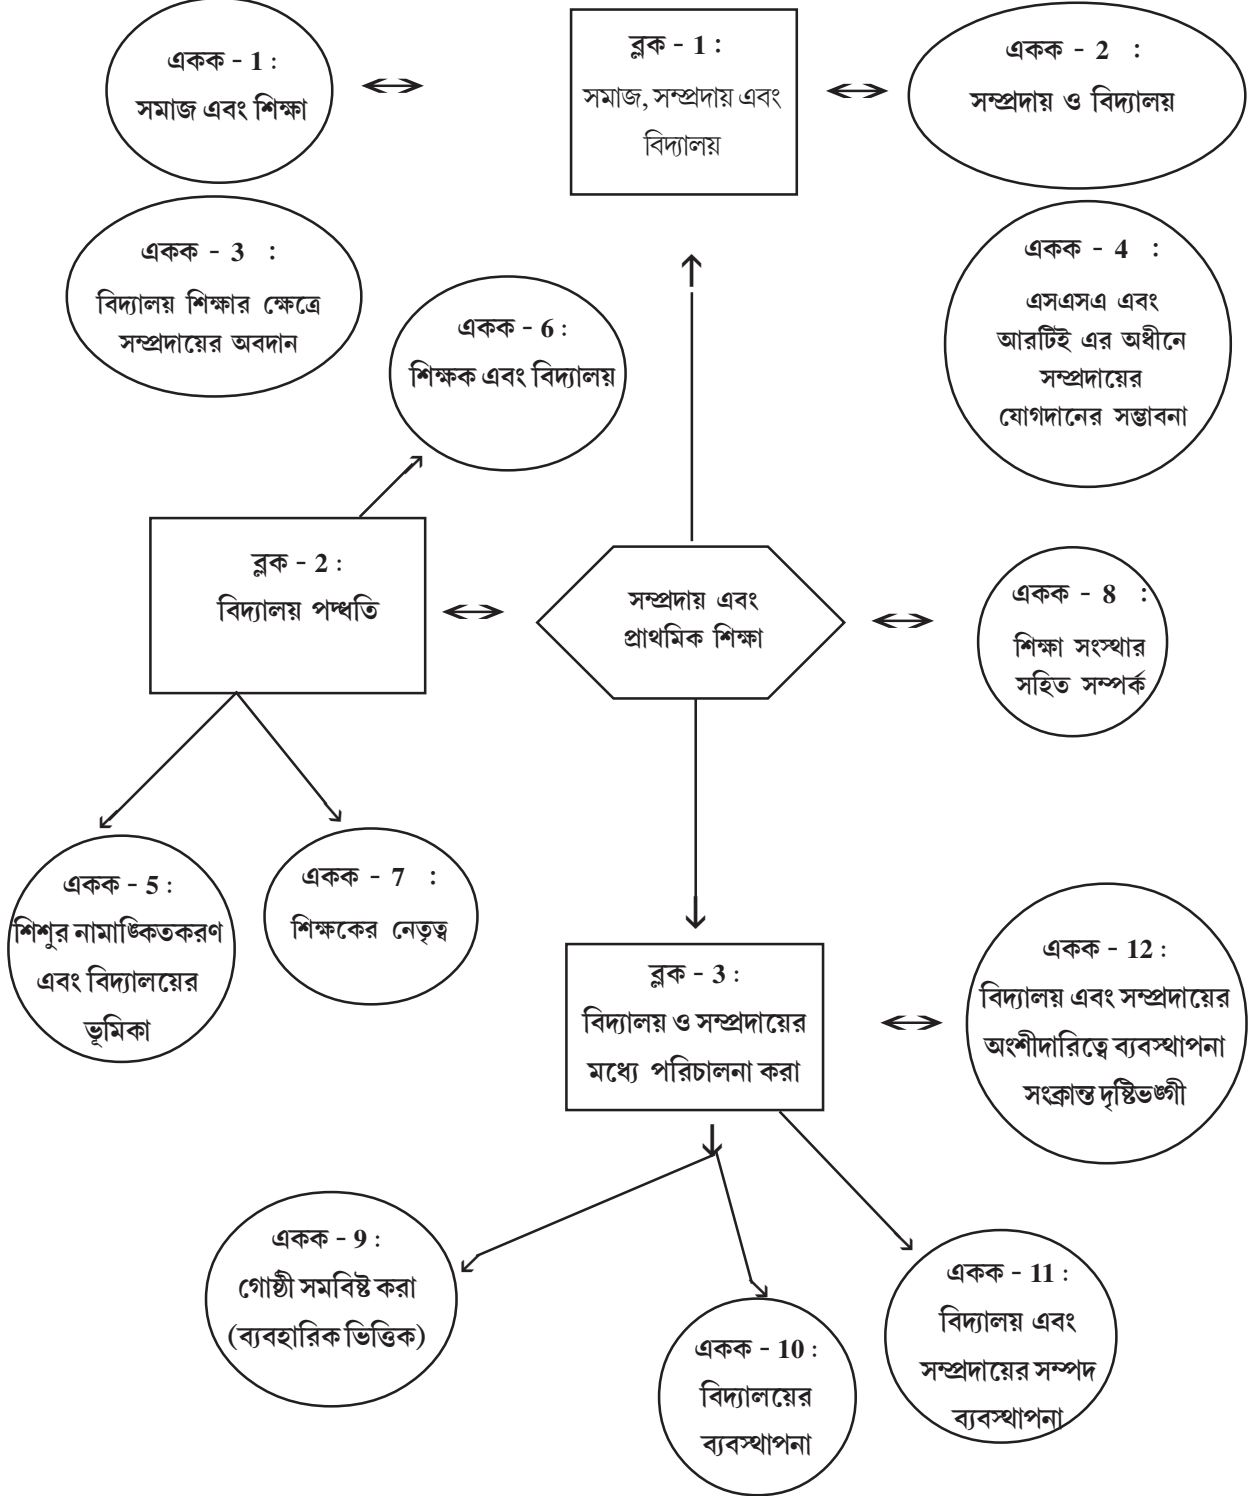 একক - 1 :
সমাজ এবং শিক্ষা
ব্লক - 1 :
সমাজ, সম্প্রদায় এবং
বিদ্যালয়
একক - 2 :
সম্প্রদায় ও বিদ্যালয়
একক - 3 :
বিদ্যালয় শিক্ষার ক্ষেত্রে
সম্প্রদায়ের অবদান
একক - 4 :
এসএসএ এবং
আরটিই এর অধীনে
সম্প্রদায়ের
যোগদানের সম্ভাবনা
একক - 6 :
শিক্ষক এবং বিদ্যালয়
ব্লক - 2 :
বিদ্যালয় পদ্ধতি
সম্প্রদায় এবং
প্রাথমিক শিক্ষা
একক - 8 :
শিক্ষা সংস্থার
সহিত সম্পর্ক
একক - 5 :
শিশুর নামাঙ্কিতকরণ
এবং বিদ্যালয়ের
ভূমিকা
একক - 7 :
শিক্ষকের নেতৃত্ব
ব্লক - 3 :
বিদ্যালয় ও সম্প্রদায়ের
মধ্যে পরিচালনা করা
একক - 12 :
বিদ্যালয় এবং সম্প্রদায়ের
অংশীদারিত্বে ব্যবস্থাপনা
সংক্রান্ত দৃষ্টিভঙ্গী
একক - 9 :
গোষ্ঠী সমবিষ্ট করা
(ব্যবহারিক ভিত্তিক)
একক - 10 :
বিদ্যালয়ের
ব্যবস্থাপনা
একক - 11 :
বিদ্যালয় এবং
সম্প্রদায়ের সম্পদ
ব্যবস্থাপনা